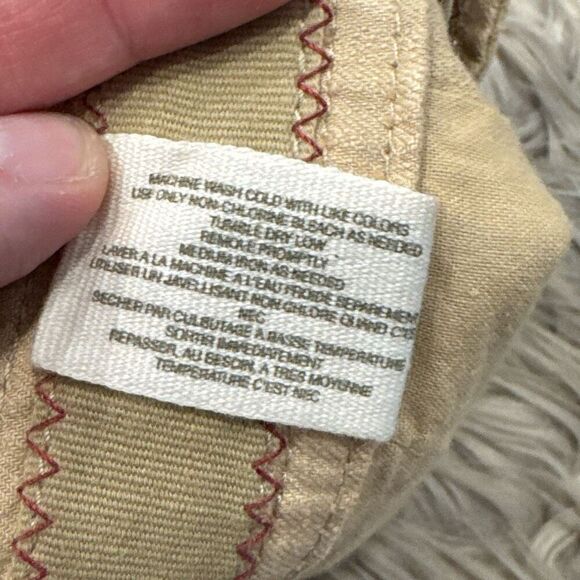 MACHINE WASH COLD WITH LIKE COLORS
USE ONLY NON-CHLORINE BLEACH AS NEEDED
TUMBLE DRY LOW
REMOVE PROMPTLY
MEDIUM IRON AS NEEDED
LAVER A LA MACHINE A L'EAU FROIDE SEPAREMENT
UTILISER UN JAVELLISANT NON CHLORE QUAND C'EST
NEC
SECHER PAR CULBUTAGE A BASSE TEMPERATURE
SORTIR IMMEDIATEMENT
REPASSER, AU BESOIN, A TRES MOYENNE
TEMPERATURE C'EST NEC